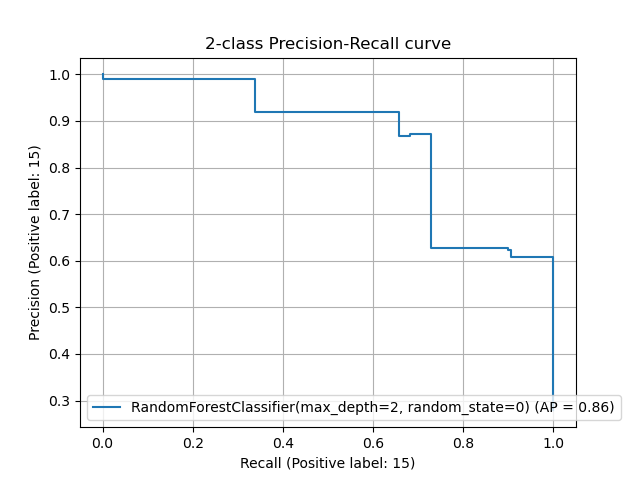 2-class Precision-Recall curve
1.0
0.9
0.8
0.7
0.6
0.5
0.4
0.3
Precision (Positive label: 15)
RandomForestClassifier(max_depth=2, random_state=0) (AP = 0.86)
0.0 0.2 0.4 0.6 0.8 1.0
Recall (Positive label: 15)